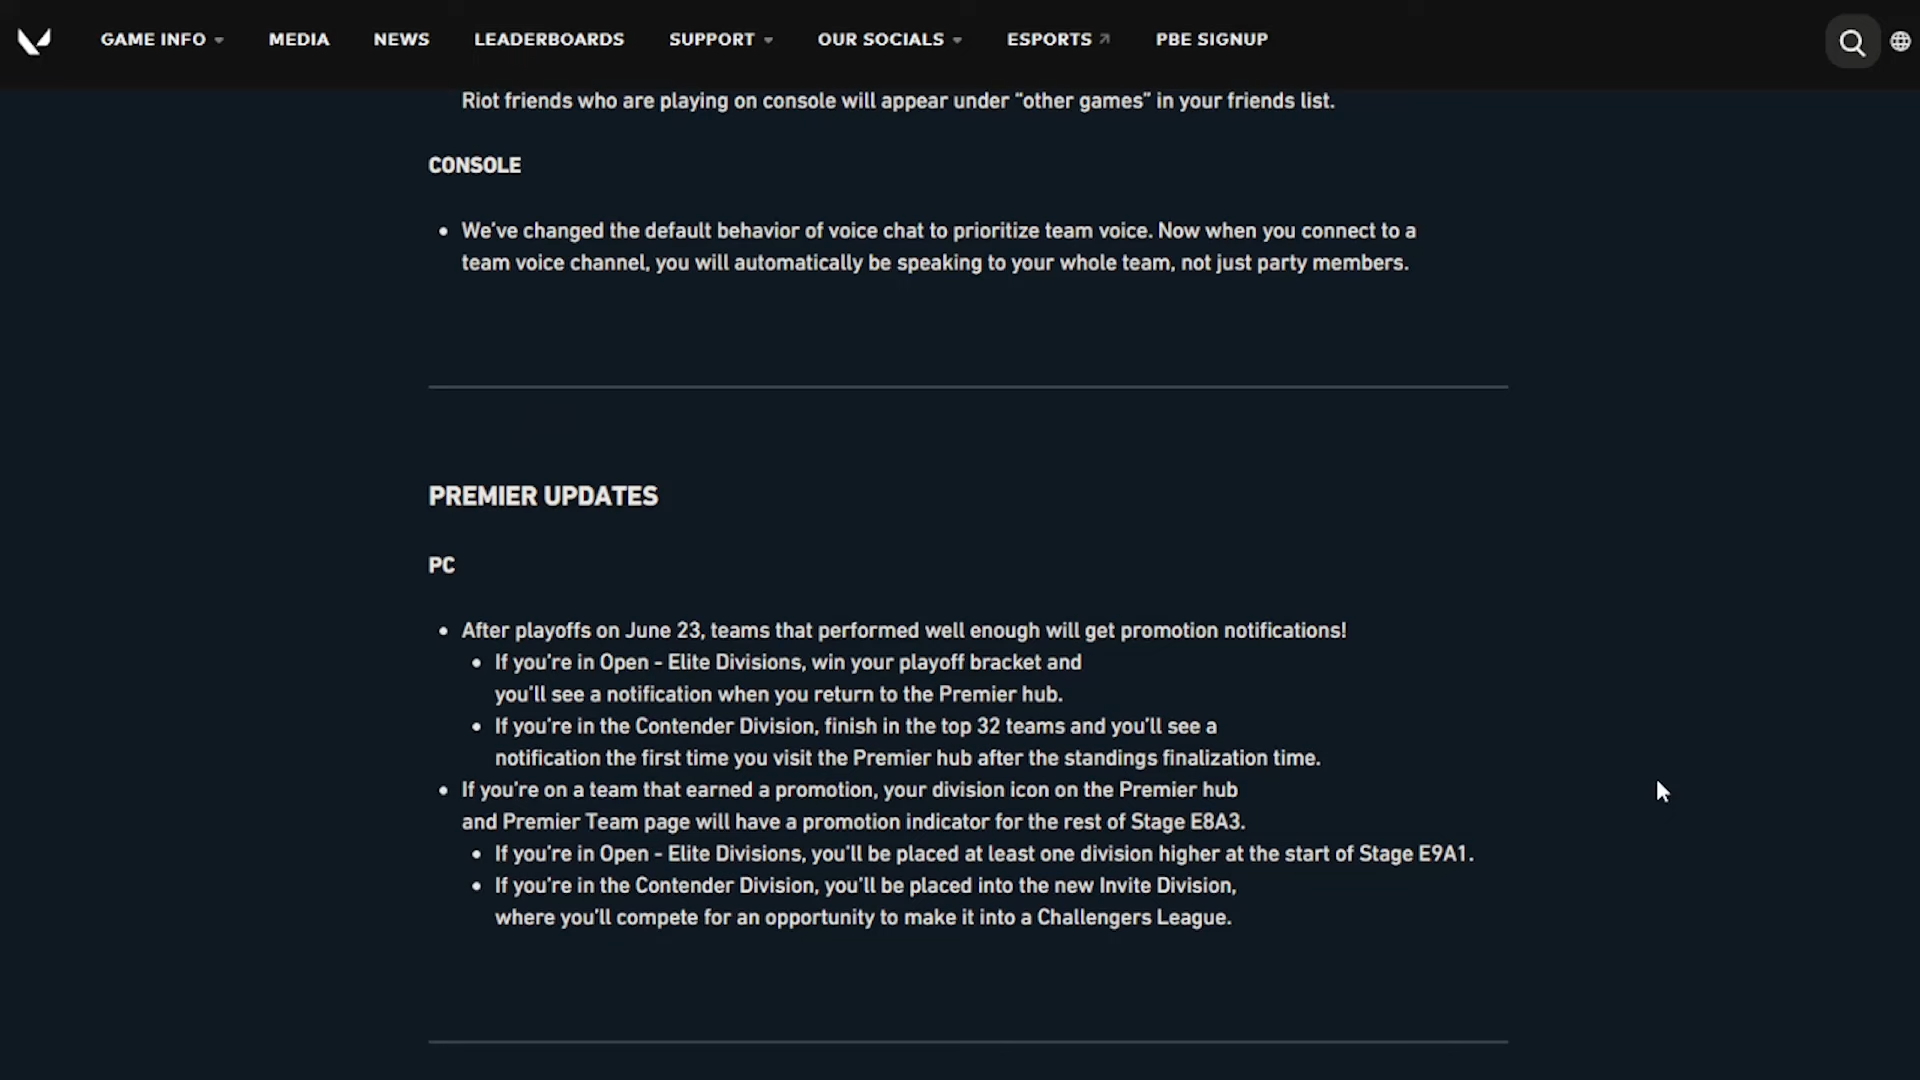 GAME INFO MEDIA NEWS LEADERBOARDS SUPPORT OUR SOCIALS ESPORTS PBE SIGNUP
Riot friends who are playing on console will appear under “other games” in your friends list.
CONSOLE
• We’ve changed the default behavior of voice chat to prioritize team voice. Now when you connect to a
team voice channel, you will automatically be speaking to your whole team, not just party members.
PREMIER UPDATES
PC
• After playoffs on June 23, teams that performed well enough will get promotion notifications!
• If you’re in Open - Elite Divisions, win your playoff bracket and
you’ll see a notification when you return to the Premier hub.
• If you’re in the Contender Division, finish in the top 32 teams and you’ll see a
notification the first time you visit the Premier hub after the standings finalization time.
• If you’re on a team that earned a promotion, your division icon on the Premier hub
and Premier Team page will have a promotion indicator for the rest of Stage E8A3.
• If you’re in Open - Elite Divisions, you’ll be placed at least one division higher at the start of Stage E9A1.
• If you’re in the Contender Division, you’ll be placed into the new Invite Division,
where you’ll compete for an opportunity to make it into a Challengers League.